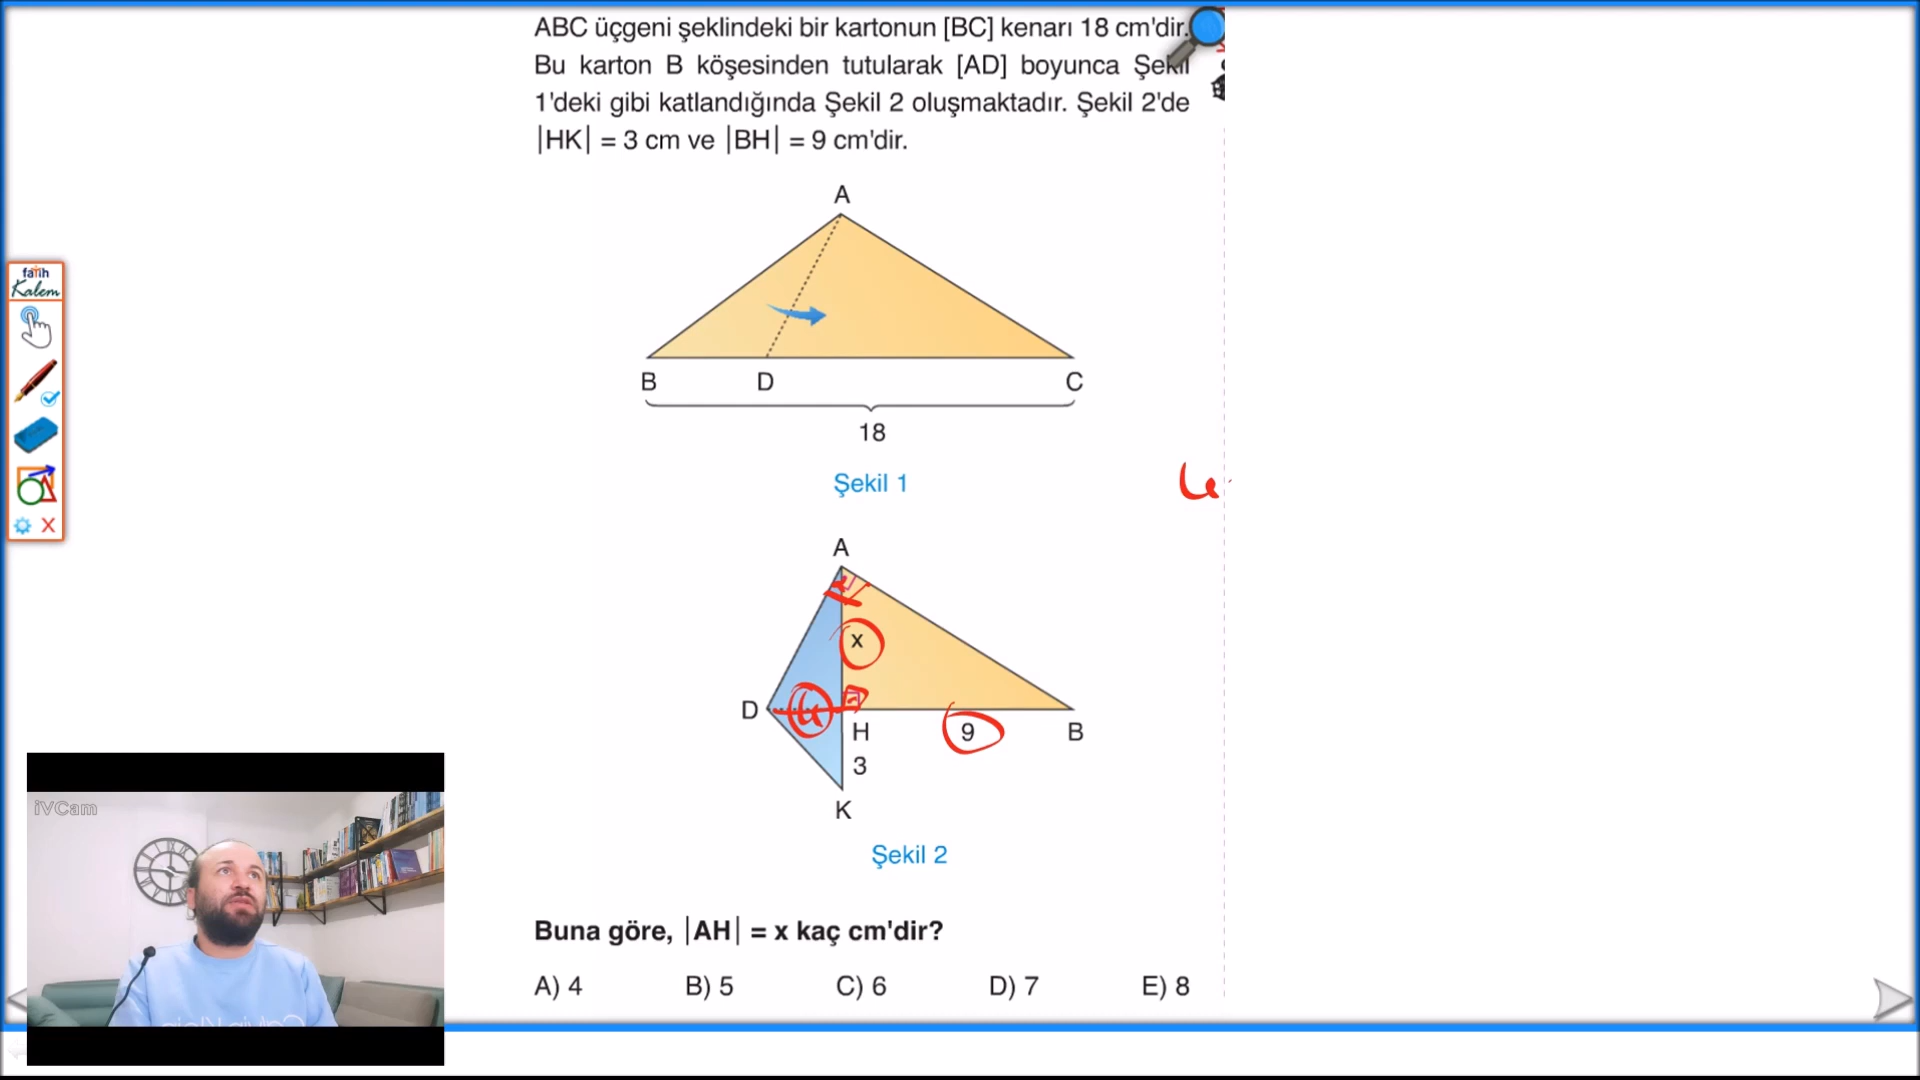 ABC üçgeni şeklindeki bir kartonun [BC] kenarı 18 cm'dir.
Bu karton B köşesinden tutularak [AD] boyunca Şekil
1'deki gibi katlandığında Şekil 2 oluşmaktadır. Şekil 2'de
|HK| = 3 cm ve |BH| = 9 cm'dir.
A
B D C
18
Şekil 1
A
x
D 4 H 9 B
3
K
Şekil 2
Buna göre, |AH| = x kaç cm'dir?
A) 4 B) 5 C) 6 D) 7 E) 8
fatih
Kalem
iVCam